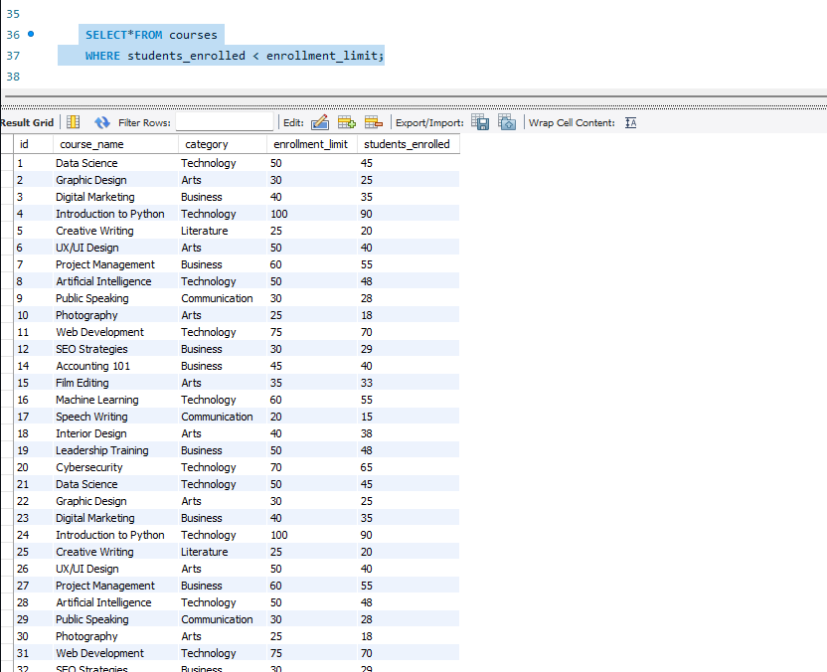 35
36 SELECT*FROM courses
37 WHERE students_enrolled < enrollment_limit;
38
Result Grid Filter Rows: Edit: Export/Import: Wrap Cell Content: IA
id course_name category enrollment_limit students_enrolled
1 Data Science Technology 50 45
2 Graphic Design Arts 30 25
3 Digital Marketing Business 40 35
4 Introduction to Python Technology 100 90
5 Creative Writing Literature 25 20
6 UX/UI Design Arts 50 40
7 Project Management Business 60 55
8 Artificial Intelligence Technology 50 48
9 Public Speaking Communication 30 28
10 Photography Arts 25 18
11 Web Development Technology 75 70
12 SEO Strategies Business 30 29
14 Accounting 101 Business 45 40
15 Film Editing Arts 35 33
16 Machine Learning Technology 60 55
17 Speech Writing Communication 20 15
18 Interior Design Arts 40 38
19 Leadership Training Business 50 48
20 Cybersecurity Technology 70 65
21 Data Science Technology 50 45
22 Graphic Design Arts 30 25
23 Digital Marketing Business 40 35
24 Introduction to Python Technology 100 90
25 Creative Writing Literature 25 20
26 UX/UI Design Arts 50 40
27 Project Management Business 60 55
28 Artificial Intelligence Technology 50 48
29 Public Speaking Communication 30 28
30 Photography Arts 25 18
31 Web Development Technology 75 70
32 SEO Strategies Business 30 29